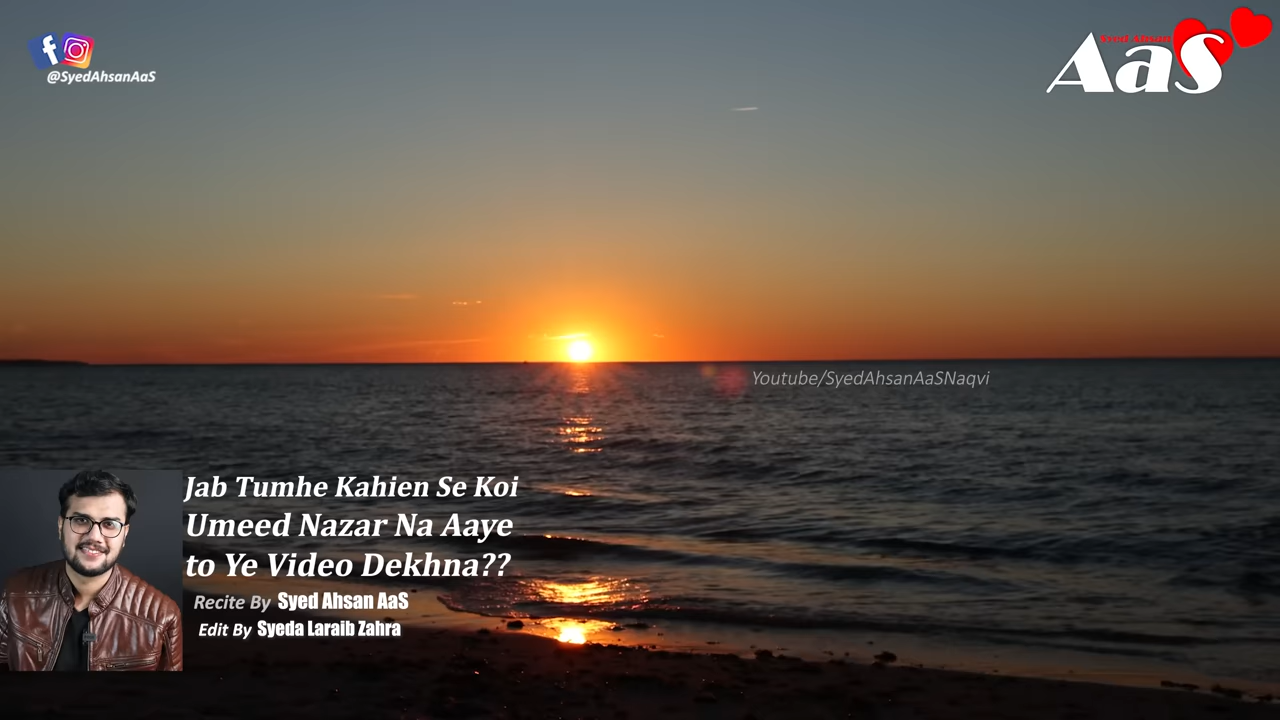 @SyedAhsanAaS
Syed Ahsan
AaS
Youtube/SyedAhsanAaSNaqvi
Jab Tumhe Kahien Se Koi
Umeed Nazar Na Aaye
to Ye Video Dekhna??
Recite By Syed Ahsan AaS
Edit By Syeda Laraib Zahra